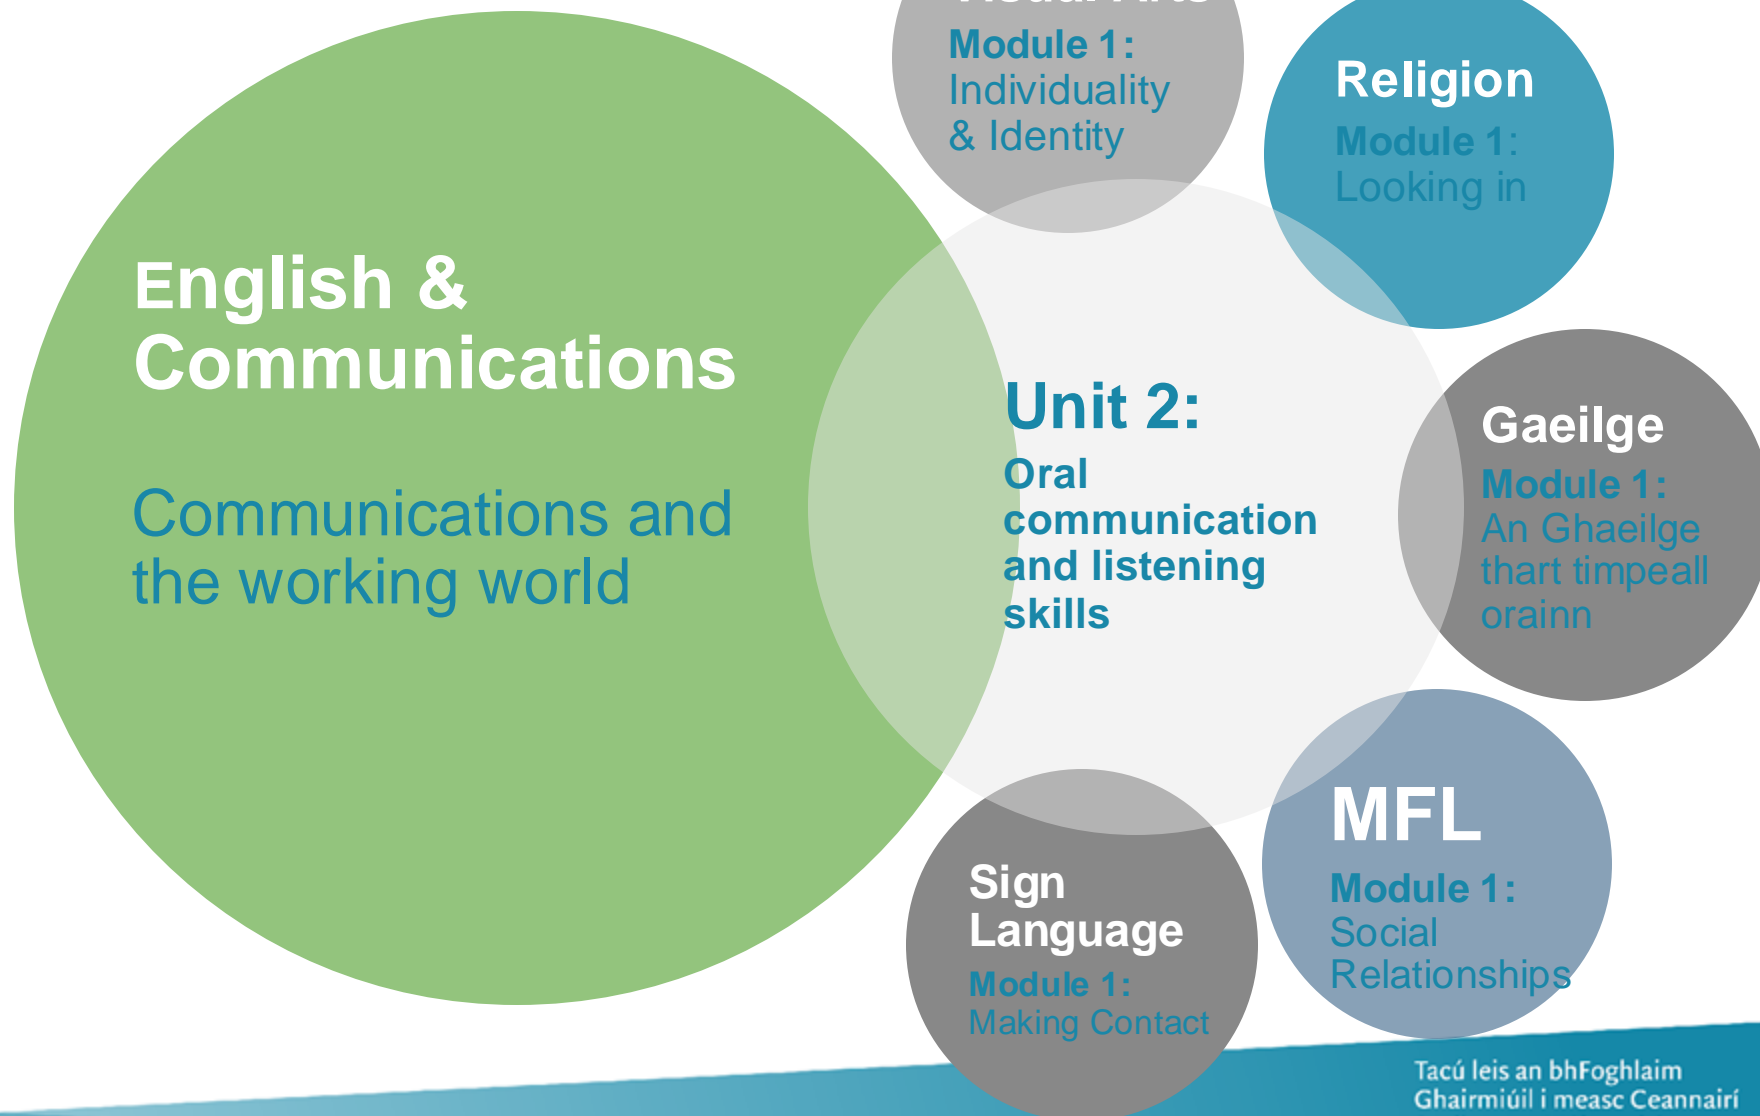 English &
Communications
Communications and
the working world
Unit 2:
Oral
communication
and listening
skills
Visual Arts
Module 1:
Individuality
& Identity
Religion
Module 1:
Looking in
Gaeilge
Module 1:
An Ghaeilge
thart timpeall
orainn
MFL
Module 1:
Social
Relationships
Sign
Language
Module 1:
Making Contact
Tacú leis an bhFoghlaim
Ghairmiúil i measc Ceannairí